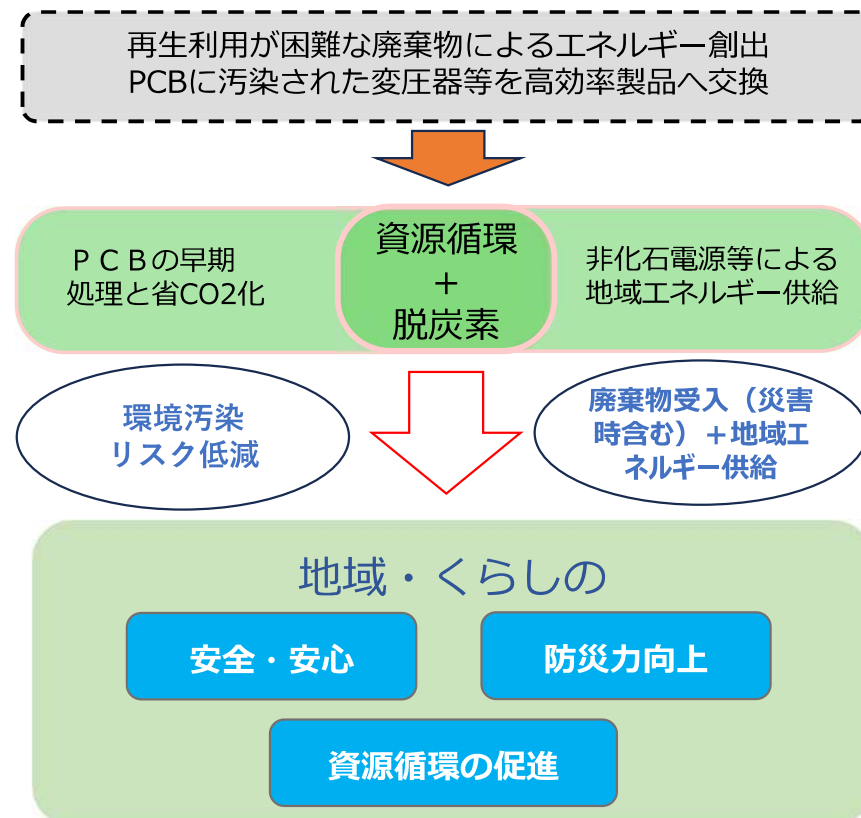 再生利用が困難な廃棄物によるエネルギー創出
PCBに汚染された変圧器等を高効率製品へ交換
ＰＣＢの早期
処理と省CO2化
資源循環
+
脱炭素
非化石電源等による
地域エネルギー供給
環境汚染
リスク低減
廃棄物受入（災害
時含む）＋地域エ
ネルギー供給
地域・くらしの
安全・安心
防災力向上
資源循環の促進